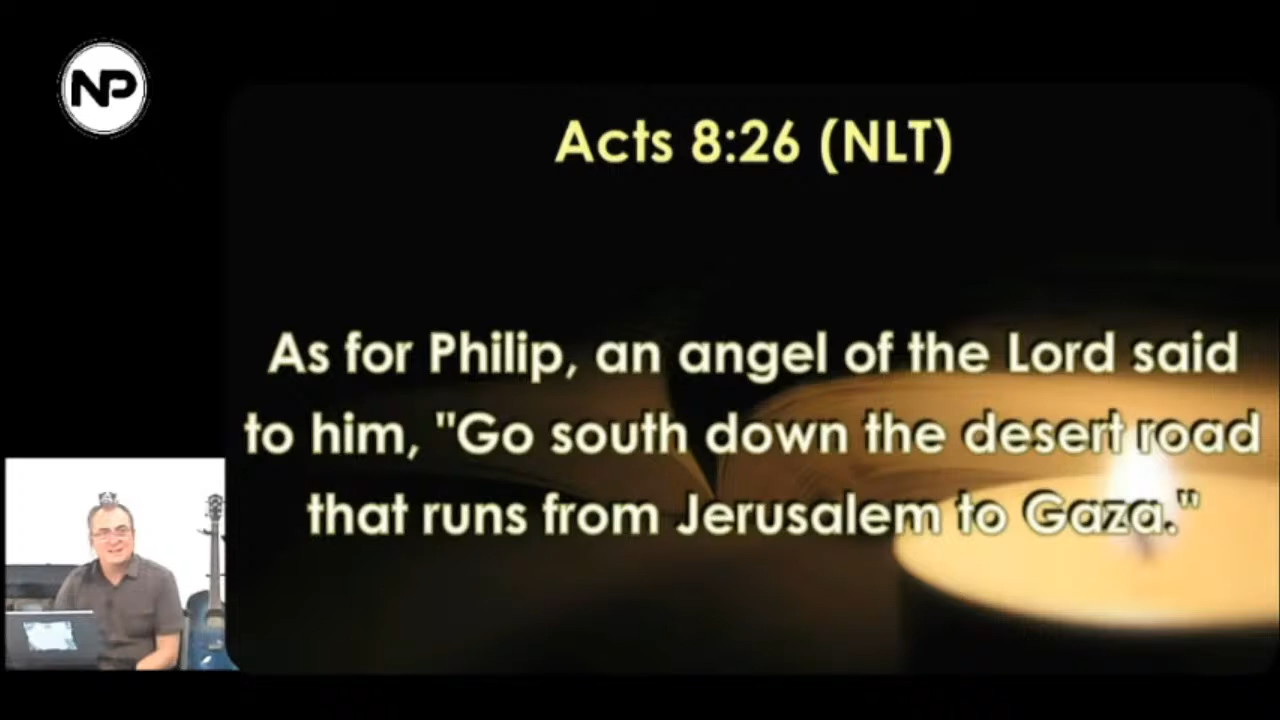 NP
Acts 8:26 (NLT)
As for Philip, an angel of the Lord said
to him, "Go south down the desert road
that runs from Jerusalem to Gaza."